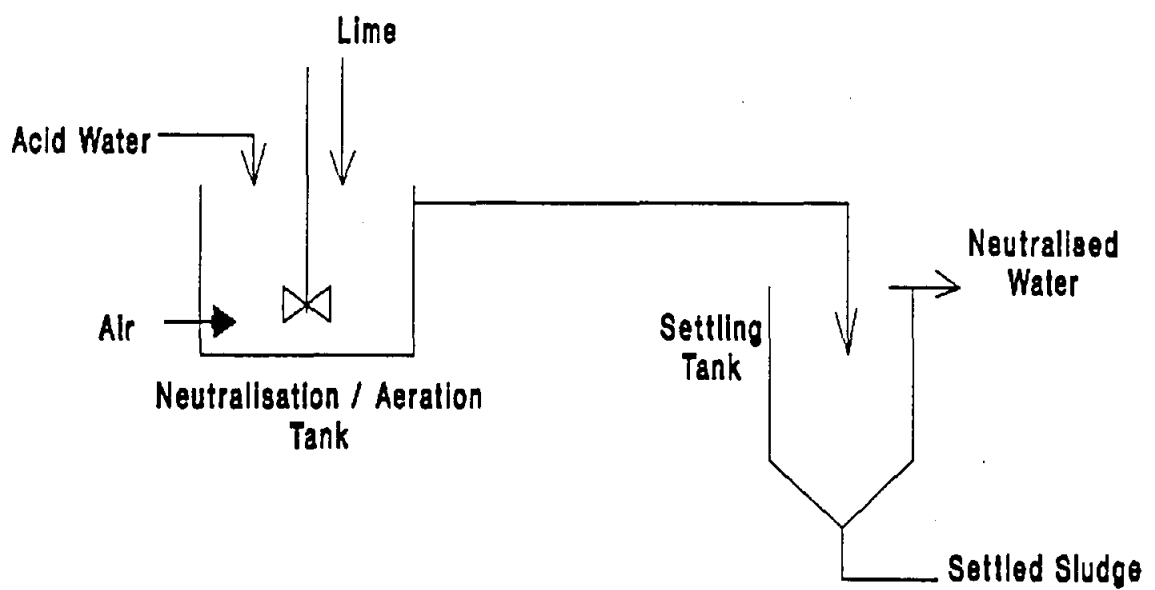 Lime
Acid Water
Air
Neutralisation / Aeration
Tank
Settling
Tank
Neutralised
Water
Settled Sludge